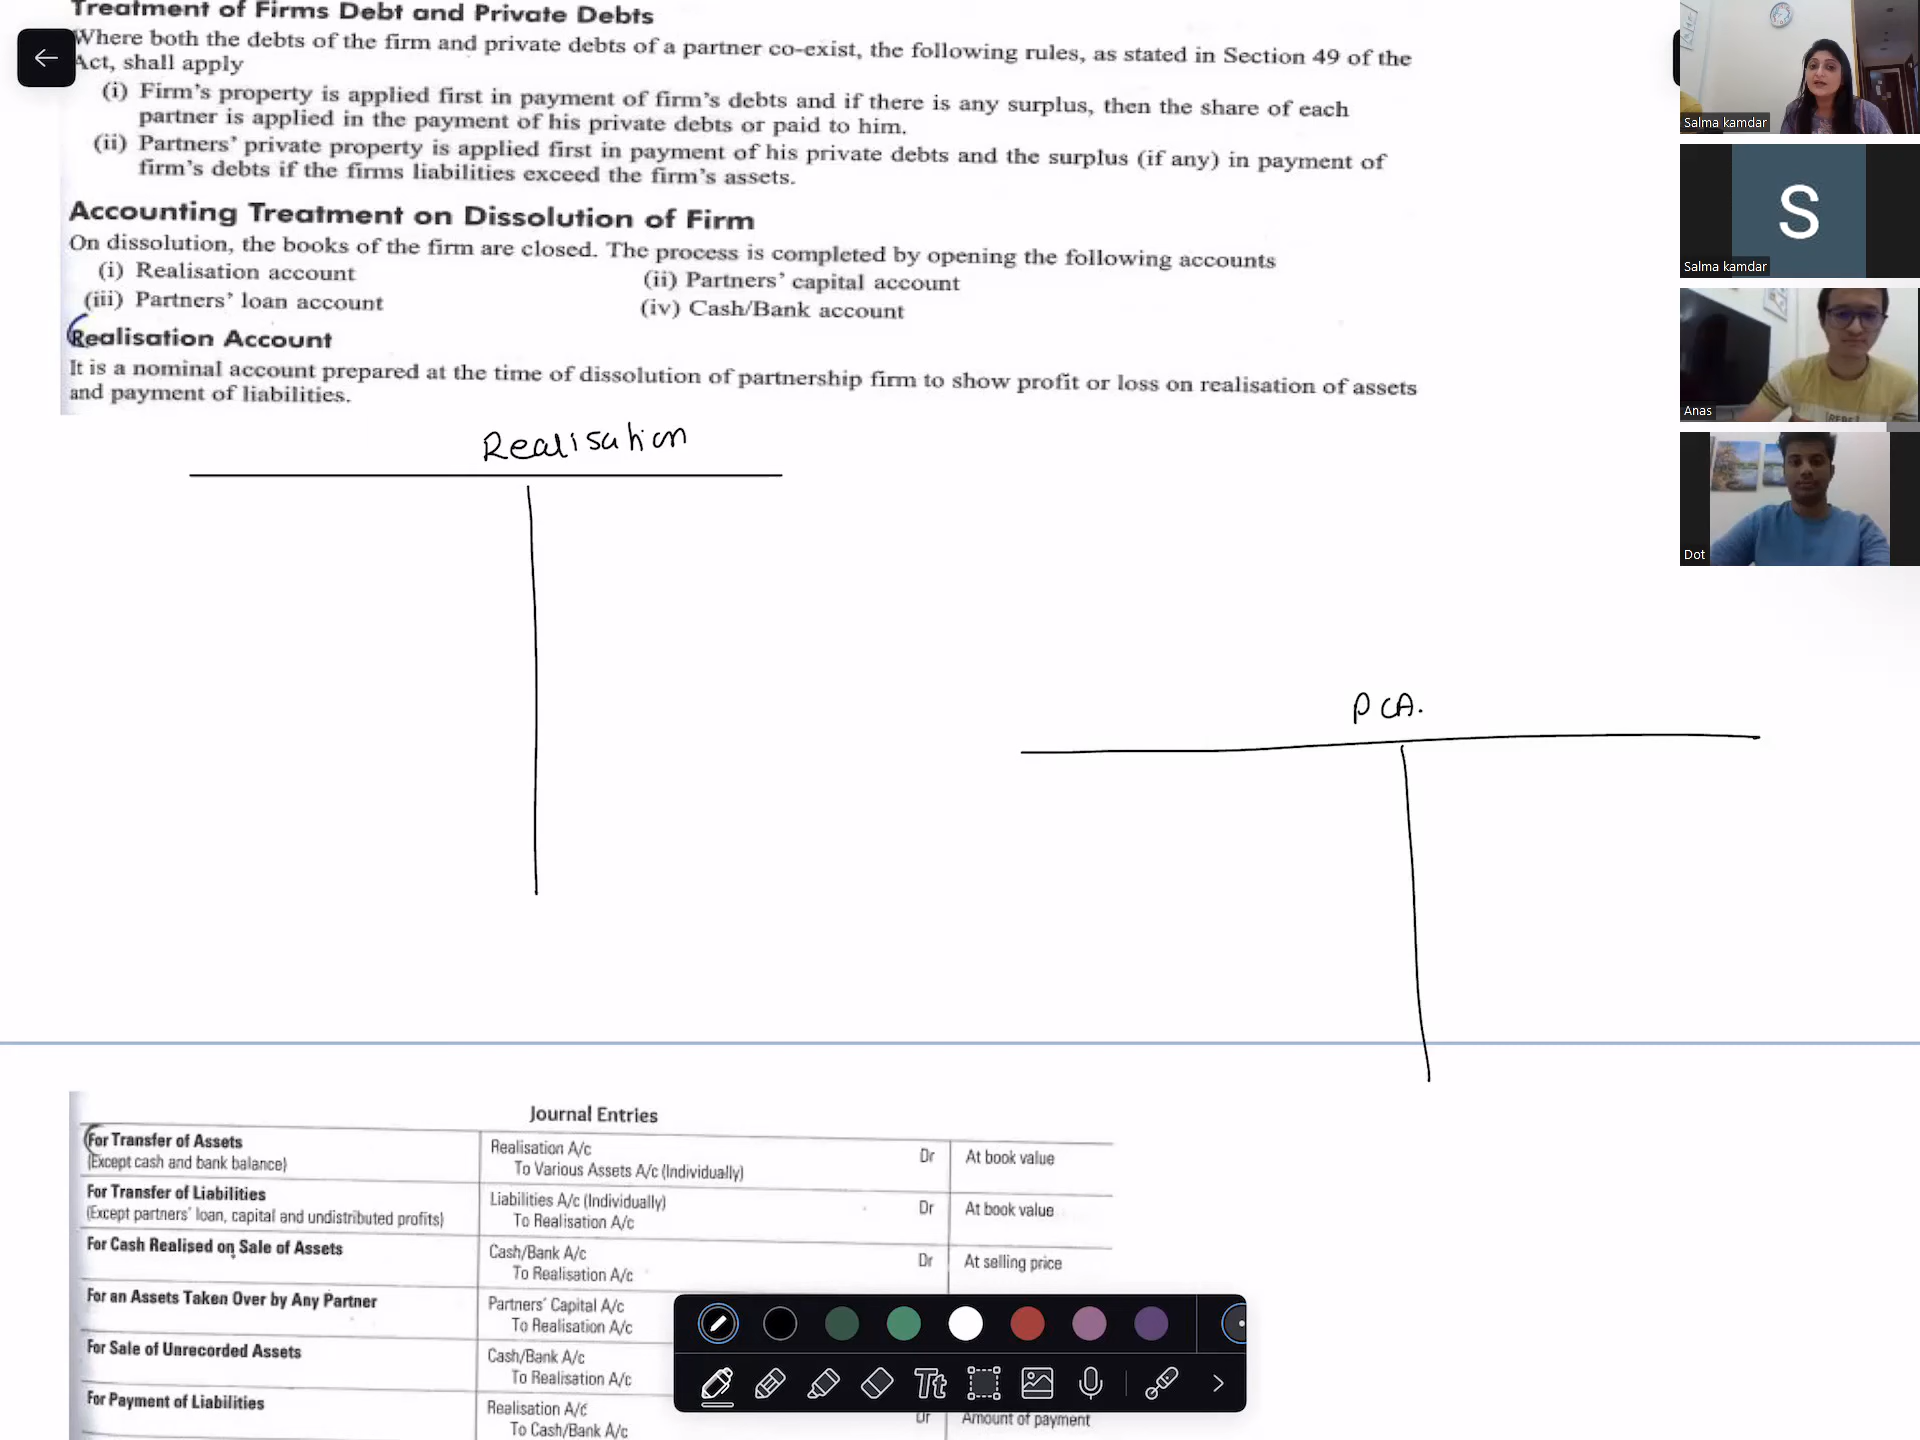 Treatment of Firms Debt and Private Debts
Where both the debts of the firm and private debts of a partner co-exist, the following rules, as stated in Section 49 of the
Act, shall apply
(i) Firm's property is applied first in payment of firm's debts and if there is any surplus, then the share of each
partner is applied in the payment of his private debts or paid to him.
(ii) Partners' private property is applied first in payment of his private debts and the surplus (if any) in payment of
firm's debts if the firms liabilities exceed the firm's assets.
Accounting Treatment on Dissolution of Firm
On dissolution, the books of the firm are closed. The process is completed by opening the following accounts
(i) Realisation account (ii) Partners' capital account
(iii) Partners' loan account (iv) Cash/Bank account
Realisation Account
It is a nominal account prepared at the time of dissolution of partnership firm to show profit or loss on realisation of assets
and payment of liabilities.
Realisation
PCA.
Journal Entries
For Transfer of Assets
(Except cash and bank balance)
Realisation A/c Dr At book value
To Various Assets A/c (Individually)
For Transfer of Liabilities
(Except partners' loan, capital and undistributed profits)
Liabilities A/c (Individually) Dr At book value
To Realisation A/c
For Cash Realised on Sale of Assets
Cash/Bank A/c Dr At selling price
To Realisation A/c
For an Assets Taken Over by Any Partner
Partners' Capital A/c
To Realisation A/c
For Sale of Unrecorded Assets
Cash/Bank A/c
To Realisation A/c
For Payment of Liabilities
Realisation A/c Dr Amount of payment
To Cash/Bank A/c
Tt
Salma kamdar
S
Salma kamdar
Anas
Dot